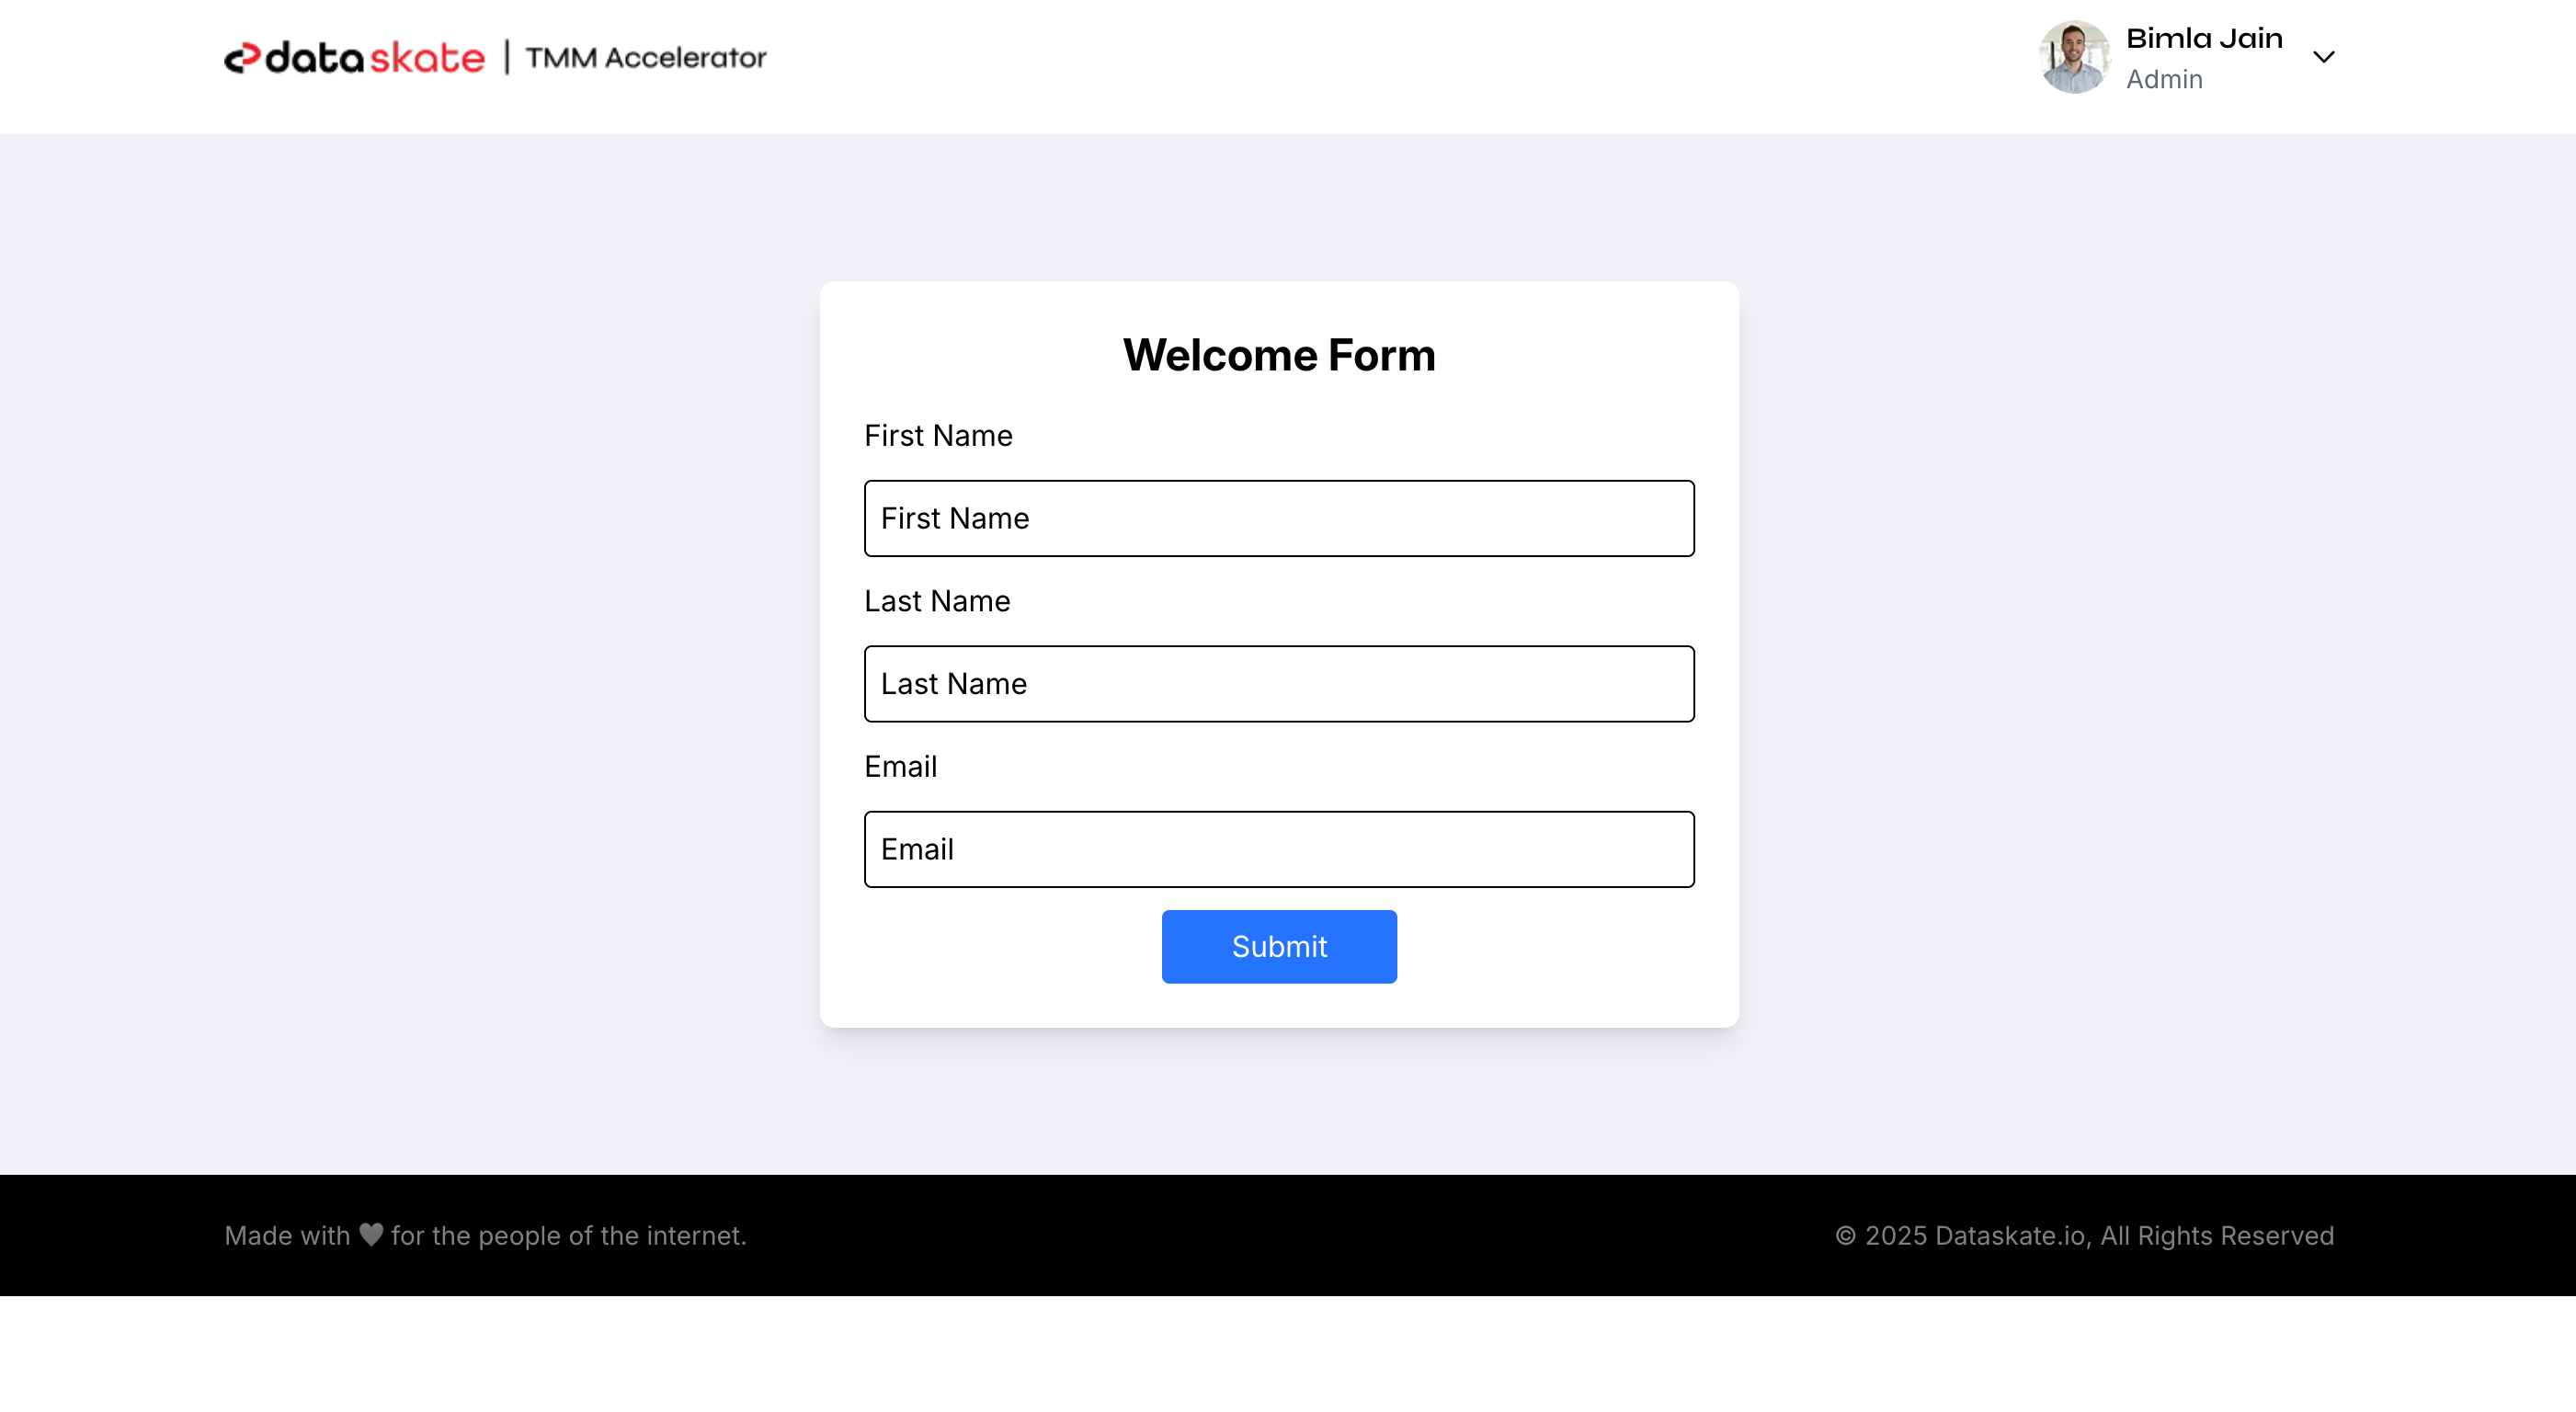 dataskate | TMM Accelerator
Bimla Jain
Admin
Welcome Form
First Name
First Name
Last Name
Last Name
Email
Email
Submit
Made with 🖤 for the people of the internet.
© 2025 Dataskate.io, All Rights Reserved